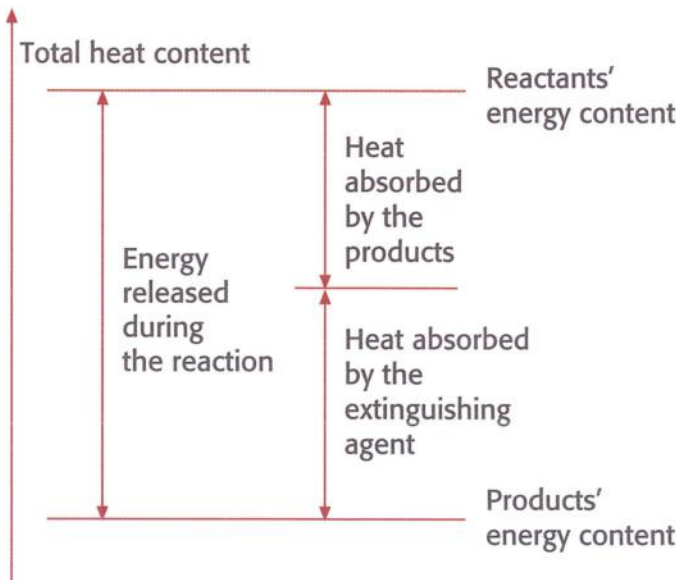 Total heat content
Reactants'
energy content
Heat
absorbed
by the
products
Energy
released
during
the reaction
Heat absorbed
by the
extinguishing
agent
Products'
energy content